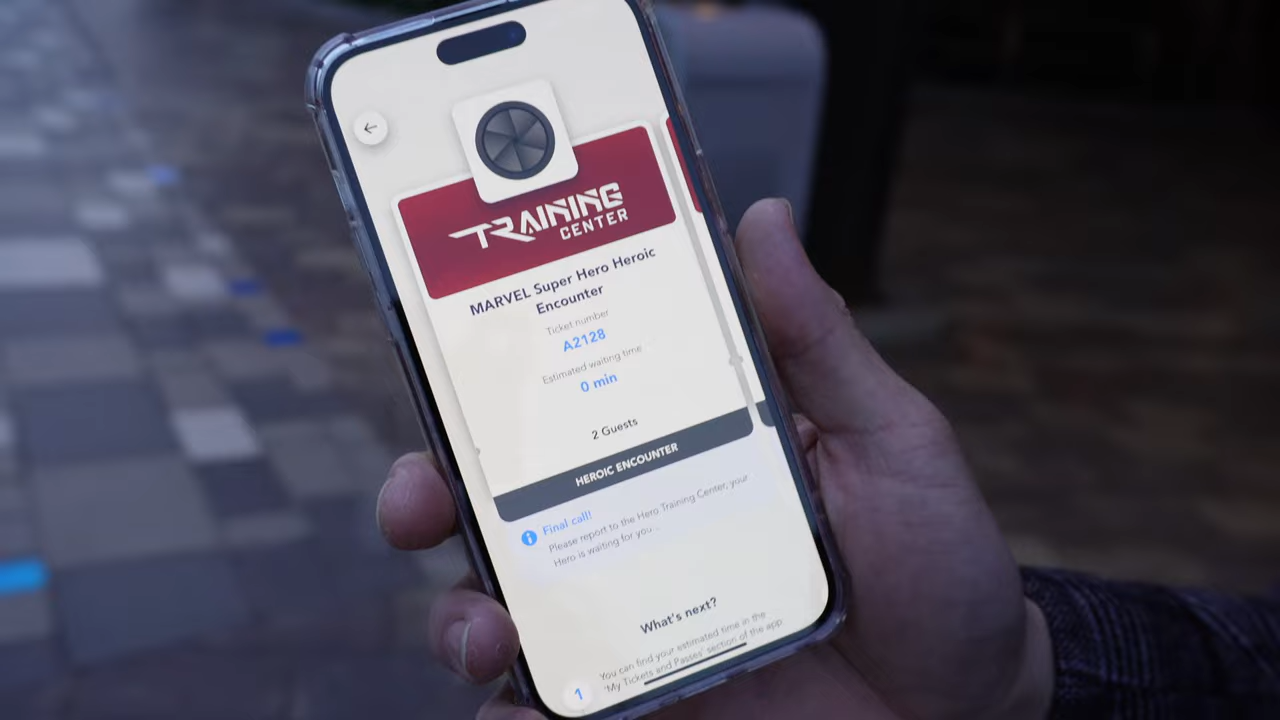 TRAINING
CENTER
MARVEL Super Hero Heroic
Encounter
Ticket number
A2128
Estimated waiting time
0 min
2 Guests
HEROIC ENCOUNTER
Final call!
Please report to the Hero Training Center, your
Hero is waiting for you...
What's next?
1
You can find your estimated time in the
'My Tickets and Passes' section of the app